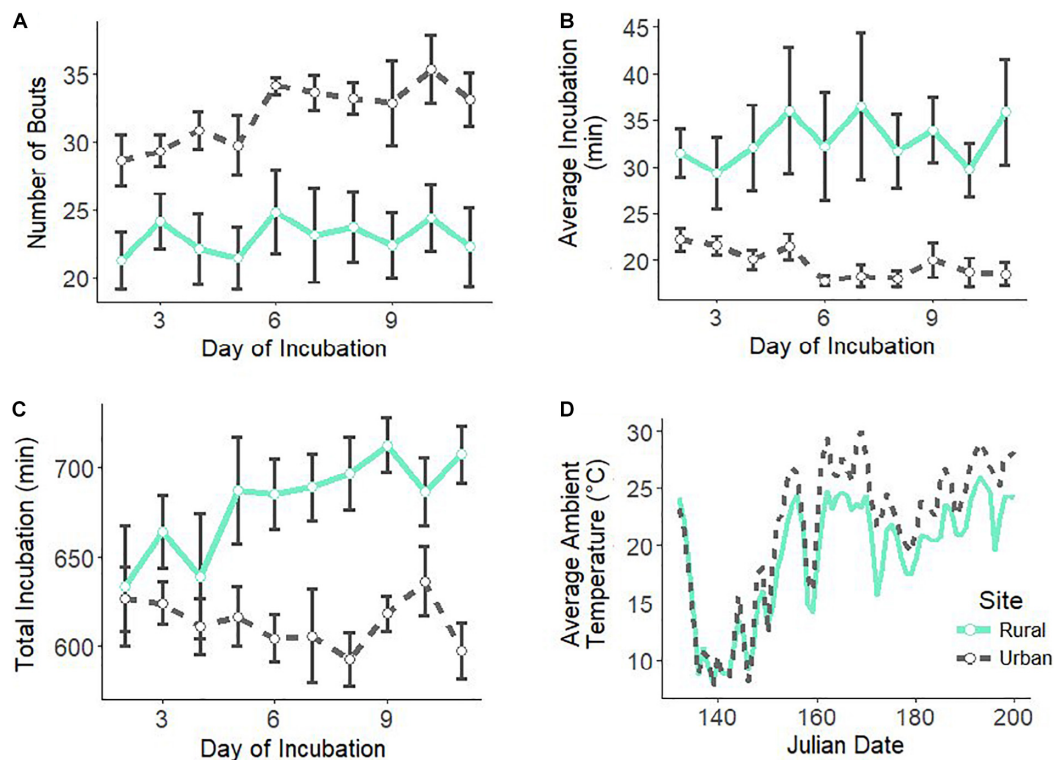 A
Number of Bouts
35
30
25
20
3
6
9
Day of Incubation
B
Average Incubation
(min)
45
40
35
30
25
20
3
6
9
Day of Incubation
C
Total Incubation (min)
700
650
600
3
6
9
Day of Incubation
D
Average Ambient
Temperature (°C)
30
25
20
15
10
140
160
180
200
Julian Date
Site
Rural
Urban